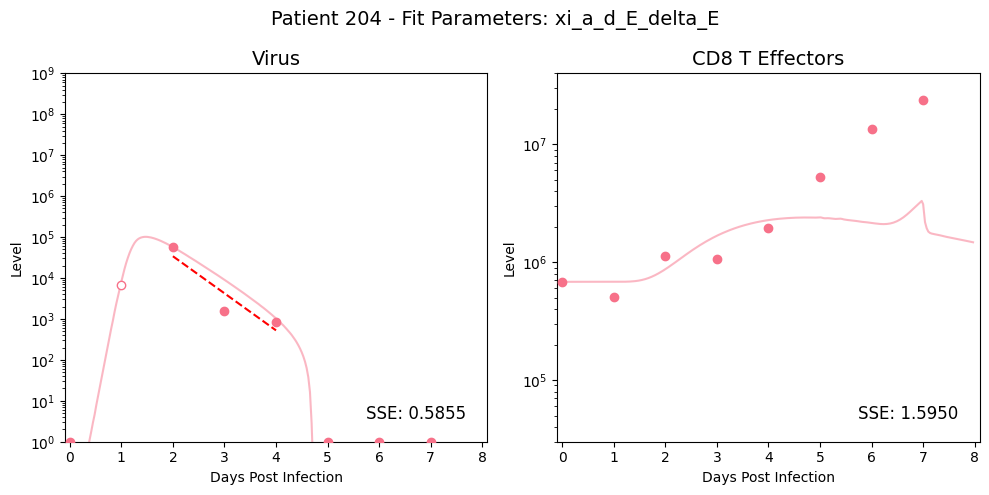 Patient 204 - Fit Parameters: xi_a_d_E_delta_E
Virus
CD8 T Effectors
10^9
10^8
10^7
10^6
10^5
10^4
10^3
10^2
10^1
10^0
Level
SSE: 0.5855
0 1 2 3 4 5 6 7 8
Days Post Infection
10^7
10^6
10^5
Level
SSE: 1.5950
0 1 2 3 4 5 6 7 8
Days Post Infection